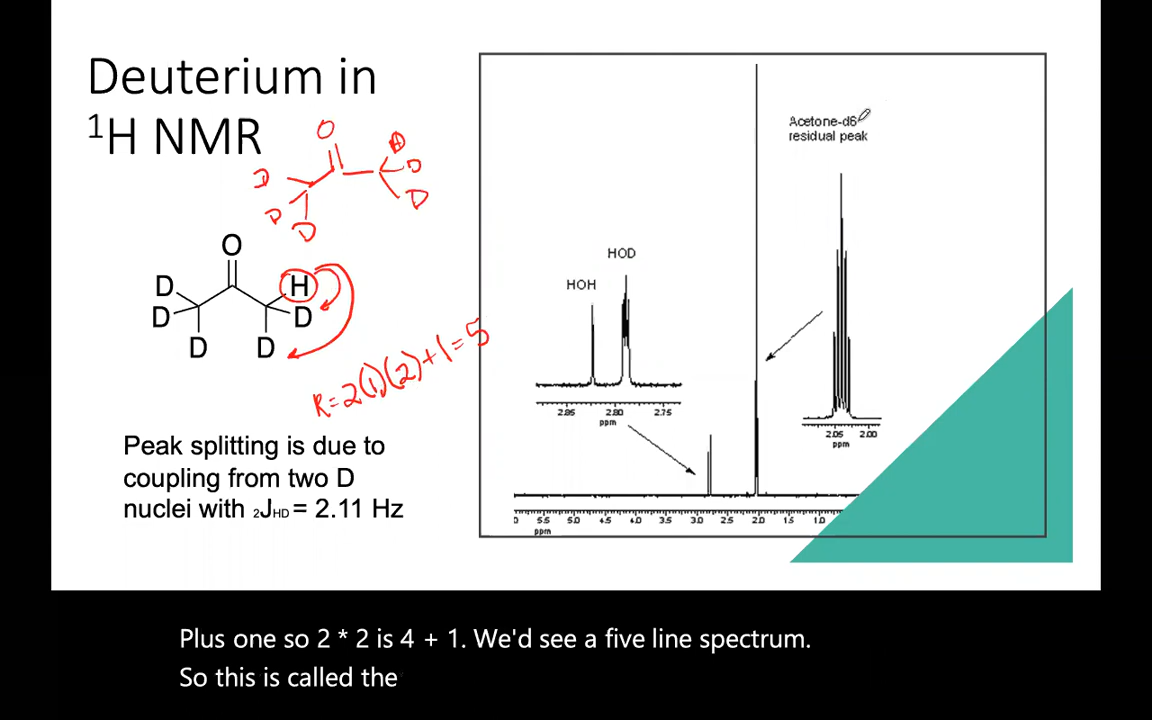 Deuterium in
¹H NMR
O
D
D
D
D
D
D
O
D
D
D
H
D
D
R=2(1)(2)+1=5
Peak splitting is due to
coupling from two D
nuclei with ₂JHD = 2.11 Hz
Acetone-d6
residual peak
HOD
HOH
2.85 2.80 2.75
ppm
2.05 2.00
ppm
0 5.5 5.0 4.5 4.0 3.5 3.0 2.5 2.0 1.5 1.0
ppm
Plus one so 2 * 2 is 4 + 1. We'd see a five line spectrum.
So this is called the